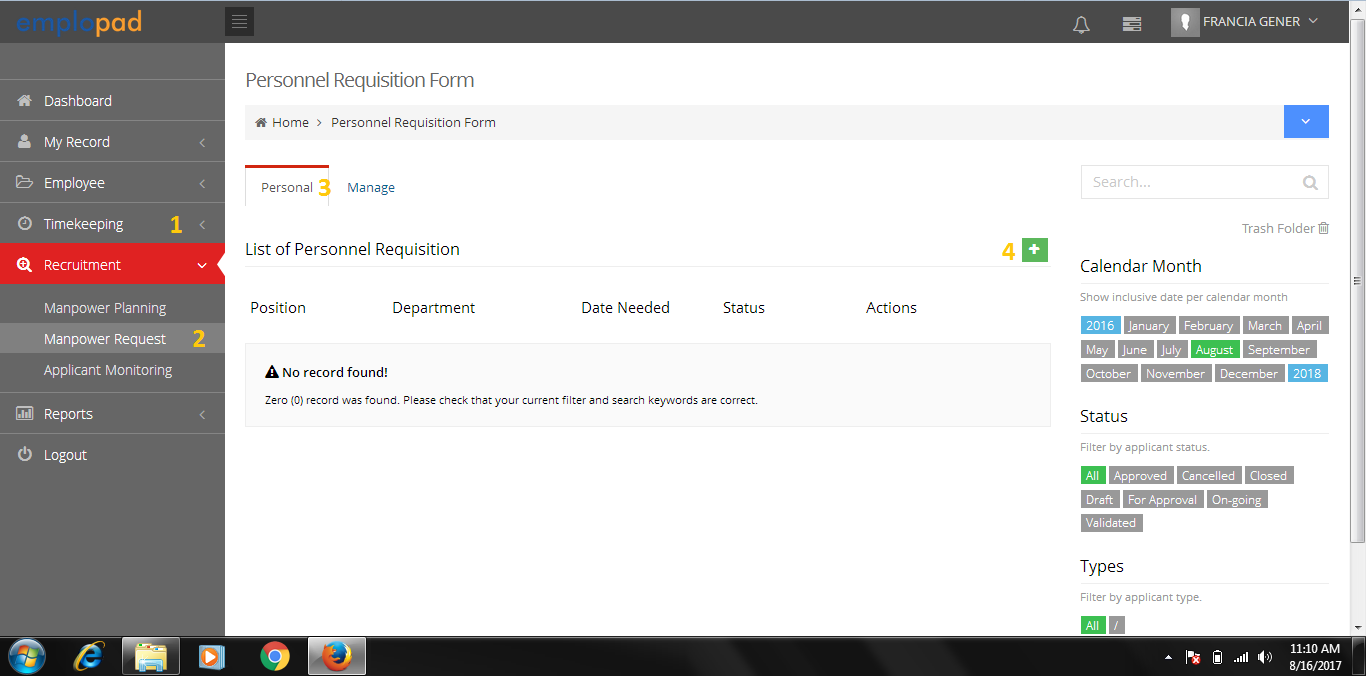 emplopad
FRANCIA GENER
Dashboard
My Record
Employee
Timekeeping 1
Recruitment
Manpower Planning
Manpower Request 2
Applicant Monitoring
Reports
Logout
Personnel Requisition Form
Home > Personnel Requisition Form
Personal 3 Manage
List of Personnel Requisition 4 +
Position Department Date Needed Status Actions
No record found!
Zero (0) record was found. Please check that your current filter and search keywords are correct.
Search...
Trash Folder
Calendar Month
Show inclusive date per calendar month
2016 January February March April
May June July August September
October November December 2018
Status
Filter by applicant status.
All Approved Cancelled Closed
Draft For Approval On-going
Validated
Types
Filter by applicant type.
All /
11:10 AM
8/16/2017